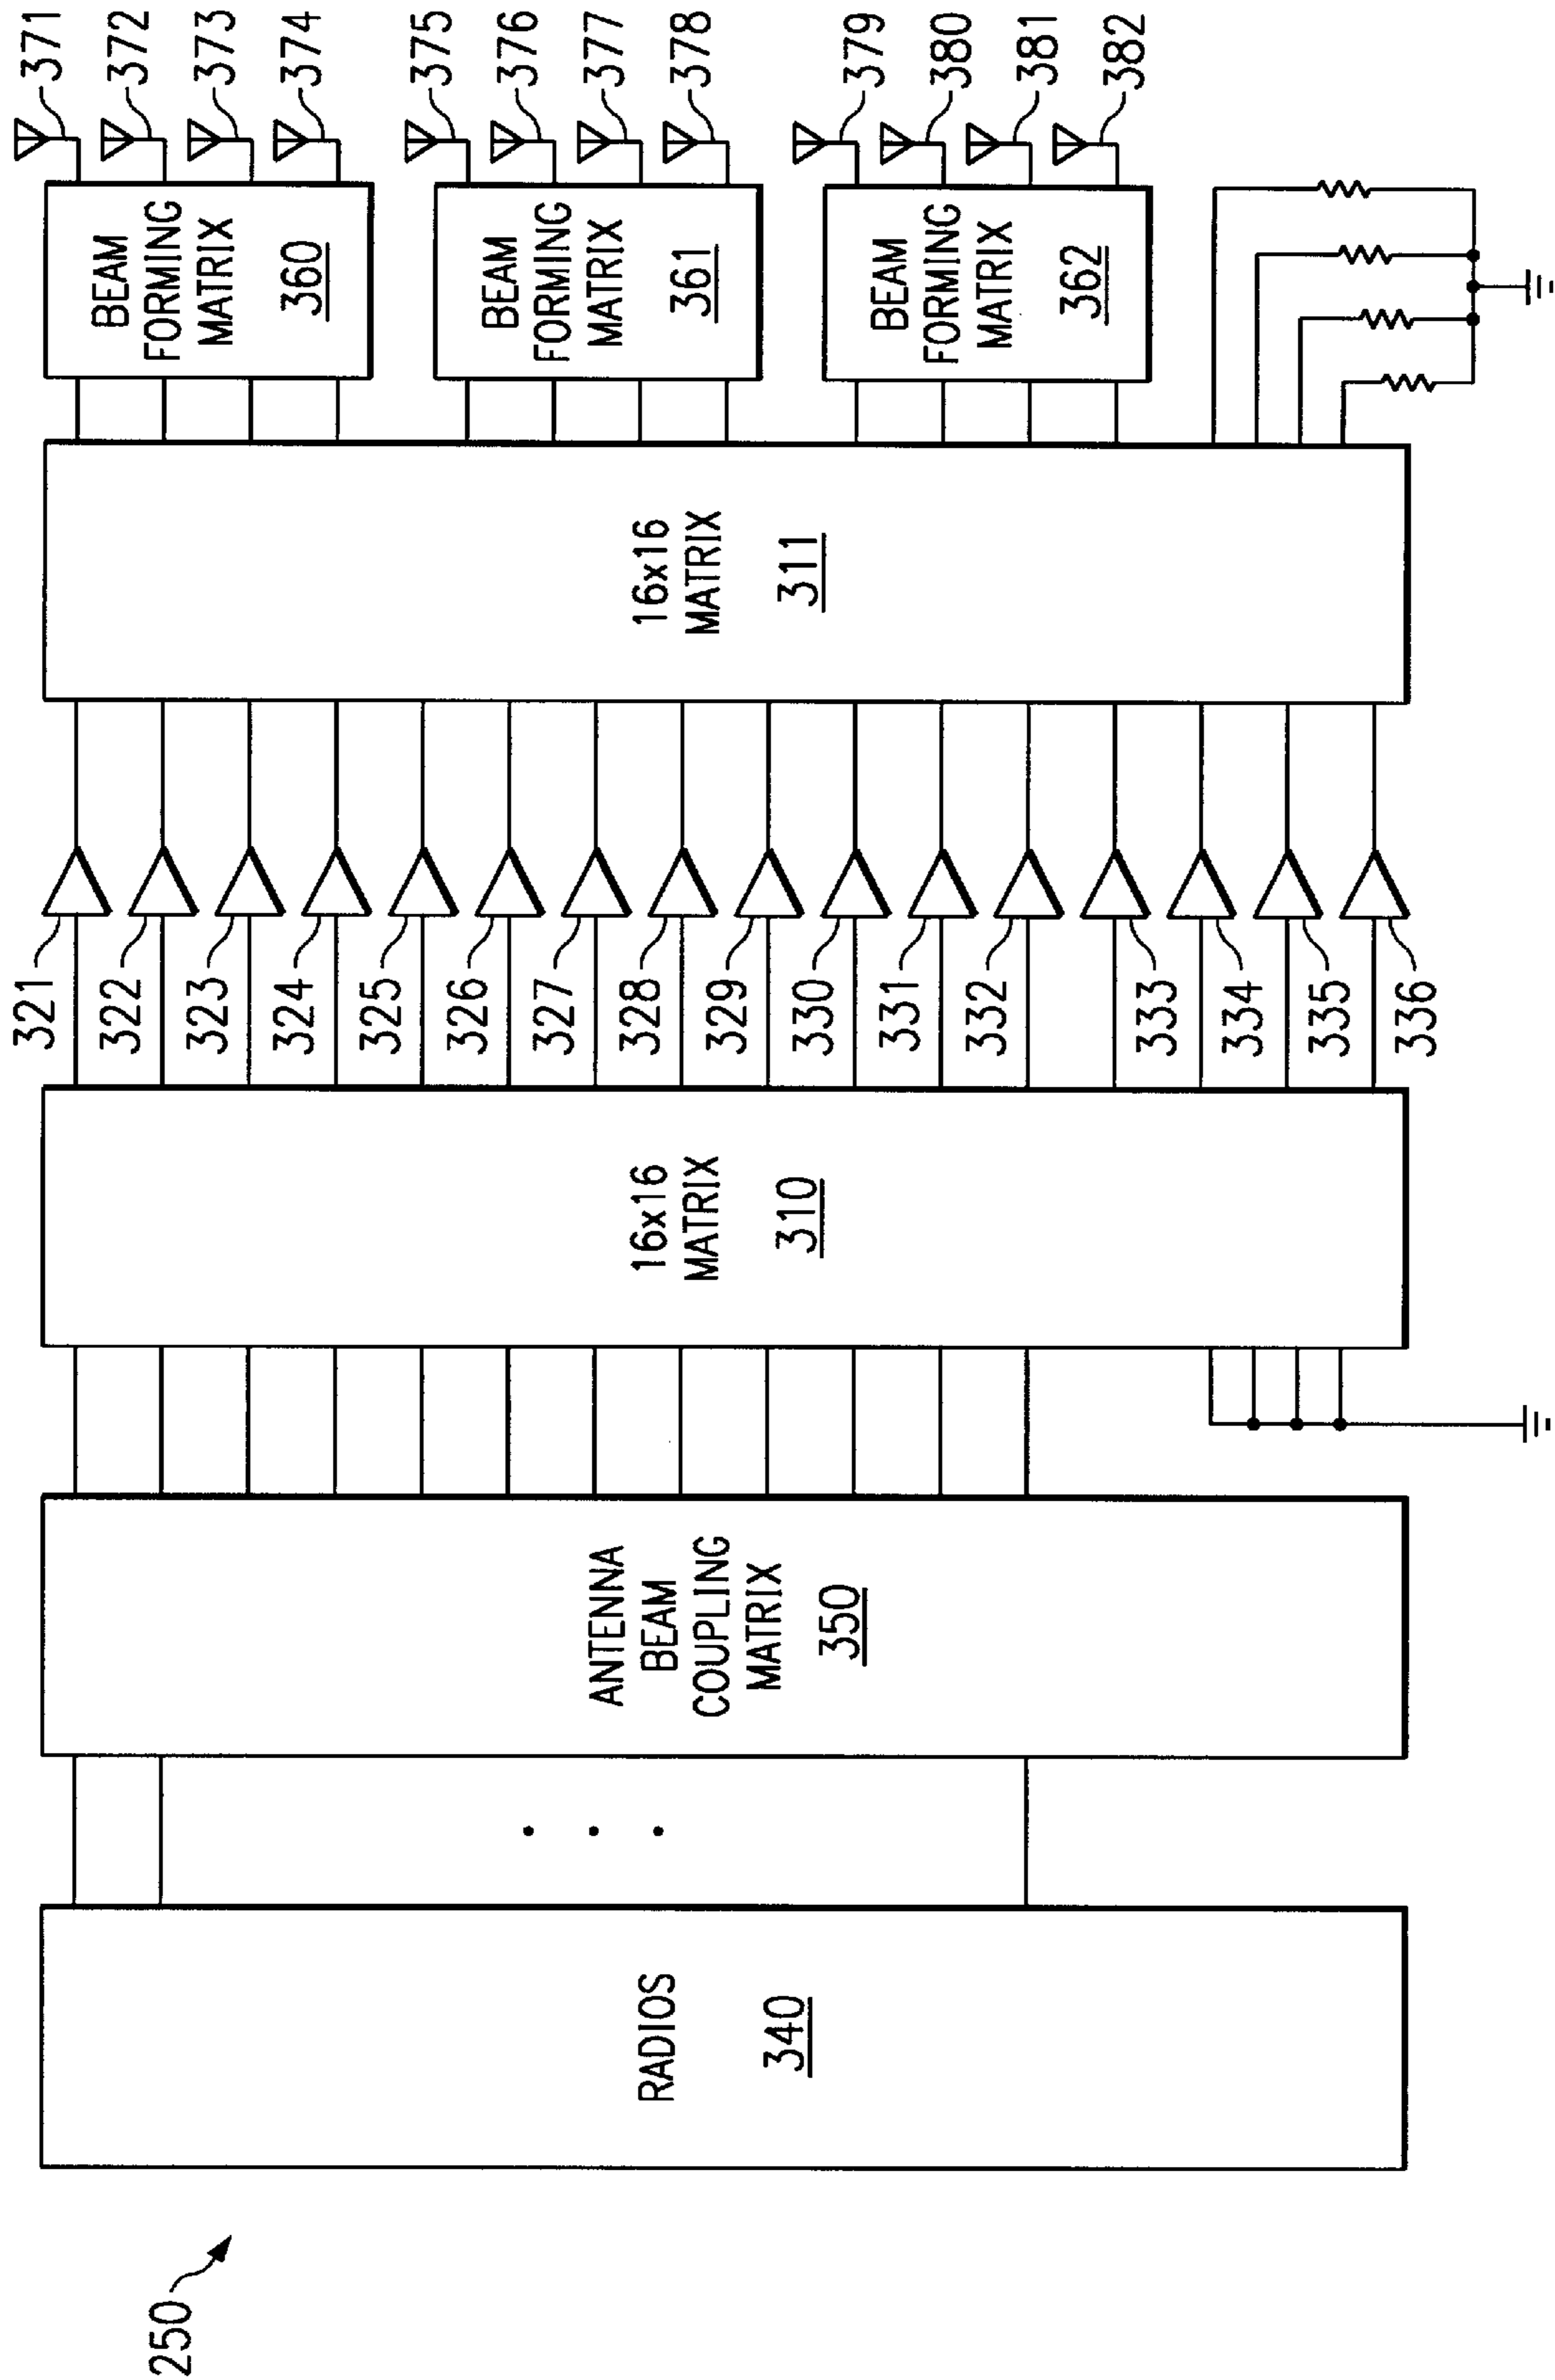 250
RADIOS
340
ANTENNA
BEAM
COUPLING
MATRIX
350
16x16
MATRIX
310
321
322
323
324
325
326
327
328
329
330
331
332
333
334
335
336
16x16
MATRIX
311
BEAM
FORMING
MATRIX
360
BEAM
FORMING
MATRIX
361
BEAM
FORMING
MATRIX
362
371
372
373
374
375
376
377
378
379
380
381
382